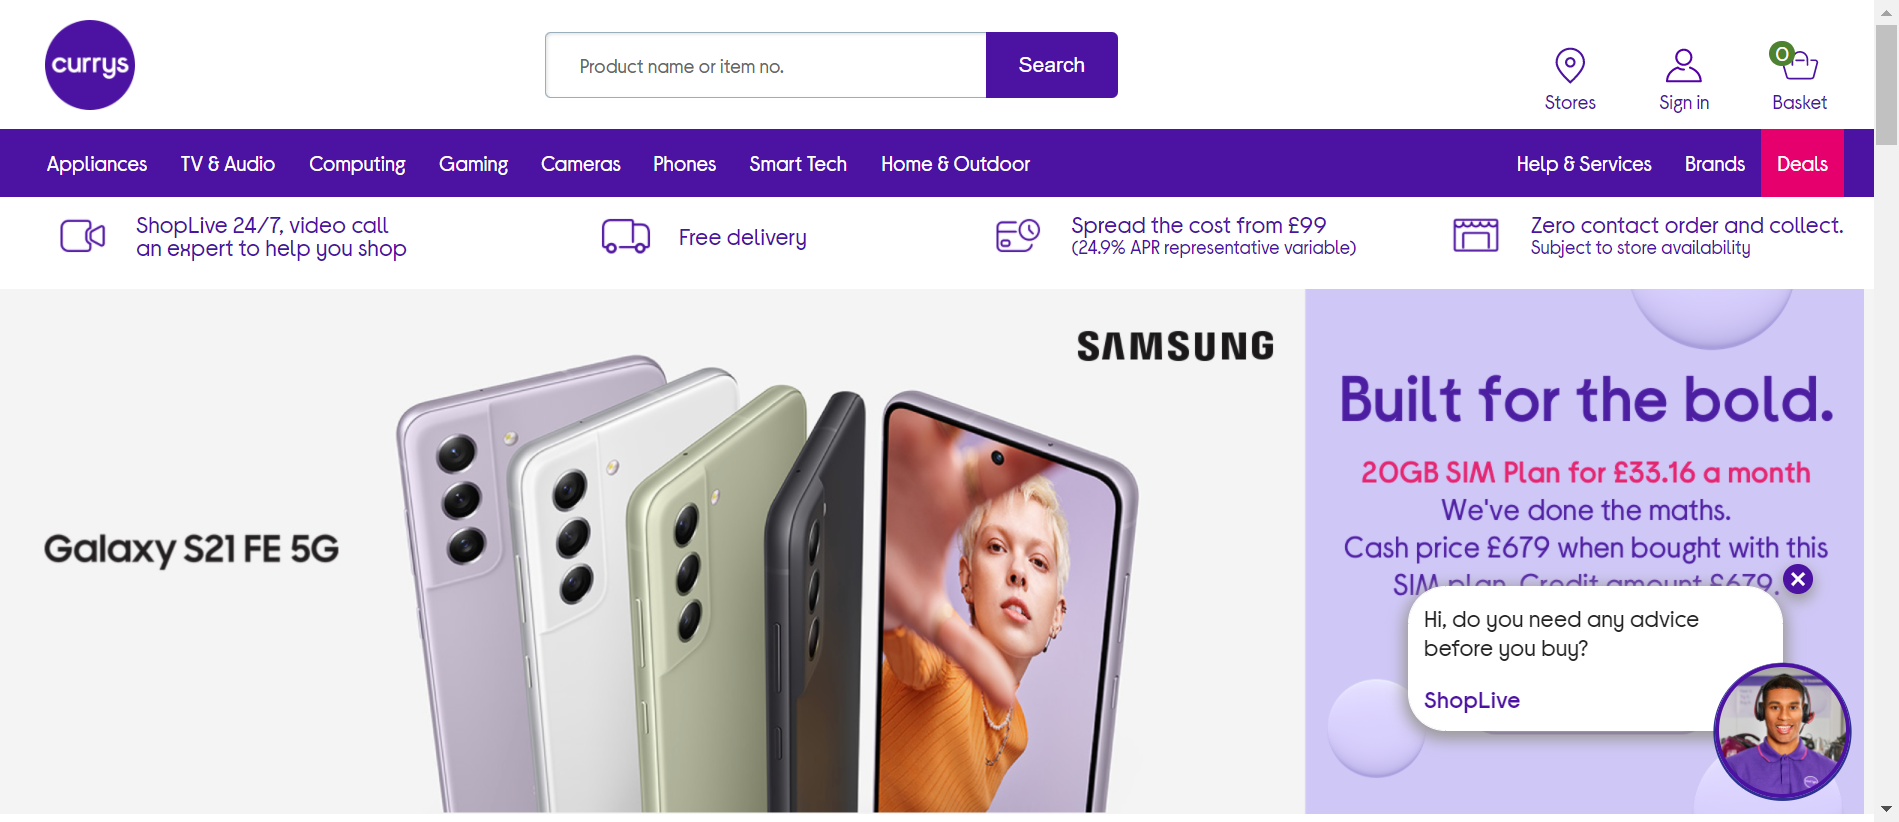 currys
Product name or item no.
Search
Stores
Sign in
0
Basket
Appliances
TV & Audio
Computing
Gaming
Cameras
Phones
Smart Tech
Home & Outdoor
Help & Services
Brands
Deals
ShopLive 24/7, video call
an expert to help you shop
Free delivery
Spread the cost from £99
(24.9% APR representative variable)
Zero contact order and collect.
Subject to store availability
SAMSUNG
Galaxy S21 FE 5G
Built for the bold.
20GB SIM Plan for £33.16 a month
We've done the maths.
Cash price £679 when bought with this
SIM plan. Credit amount £679.
Hi, do you need any advice
before you buy?
ShopLive